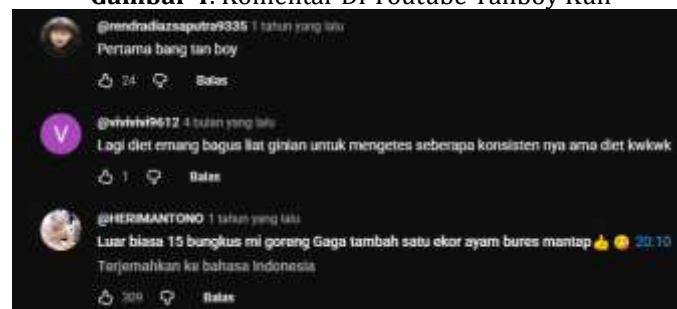 Gambar 4. Komentar Di Youtube Tanboy Kun
@rendradiazsaputra9335 1 tahun yang lalu
Pertama bang tan boy
24 Balas
V
@vivivivi9612 4 bulan yang lalu
Lagi diet emang bagus liat ginian untuk mengetes seberapa konsisten nya ama diet kwkwk
1 Balas
@HERIMANTONO 1 tahun yang lalu
Luar biasa 15 bungkus mi goreng Gaga tambah satu ekor ayam bures mantap👍 20:10
Terjemahkan ke bahasa Indonesia
309 Balas